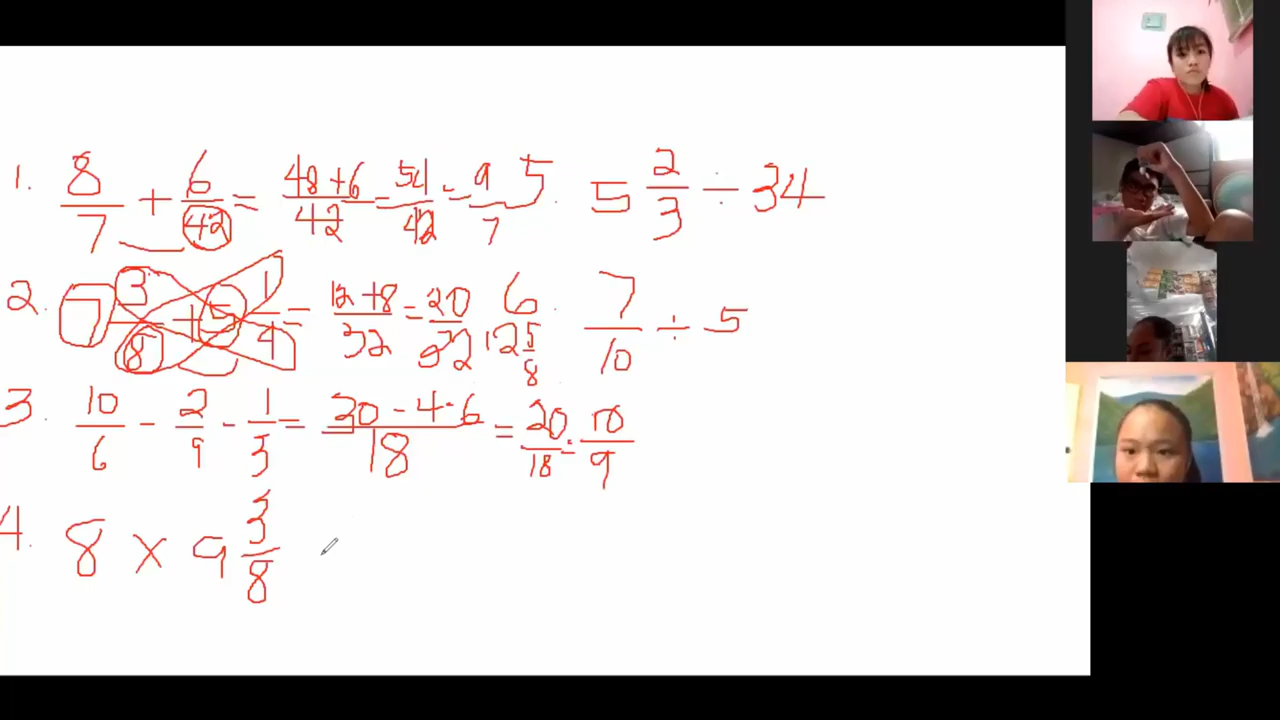 1. 8/7 + 6/42 = 48+6/42 = 54/42 = 9/7
2. 7 3/8 + 5 1/4 = 12+8/32 = 20/32 12 5/8
3. 10/6 - 2/9 - 1/3 = 30-4-6/18 = 20/18 = 10/9
4. 8 × 9 3/8
5. 5 2/3 ÷ 34
6. 7/10 ÷ 5